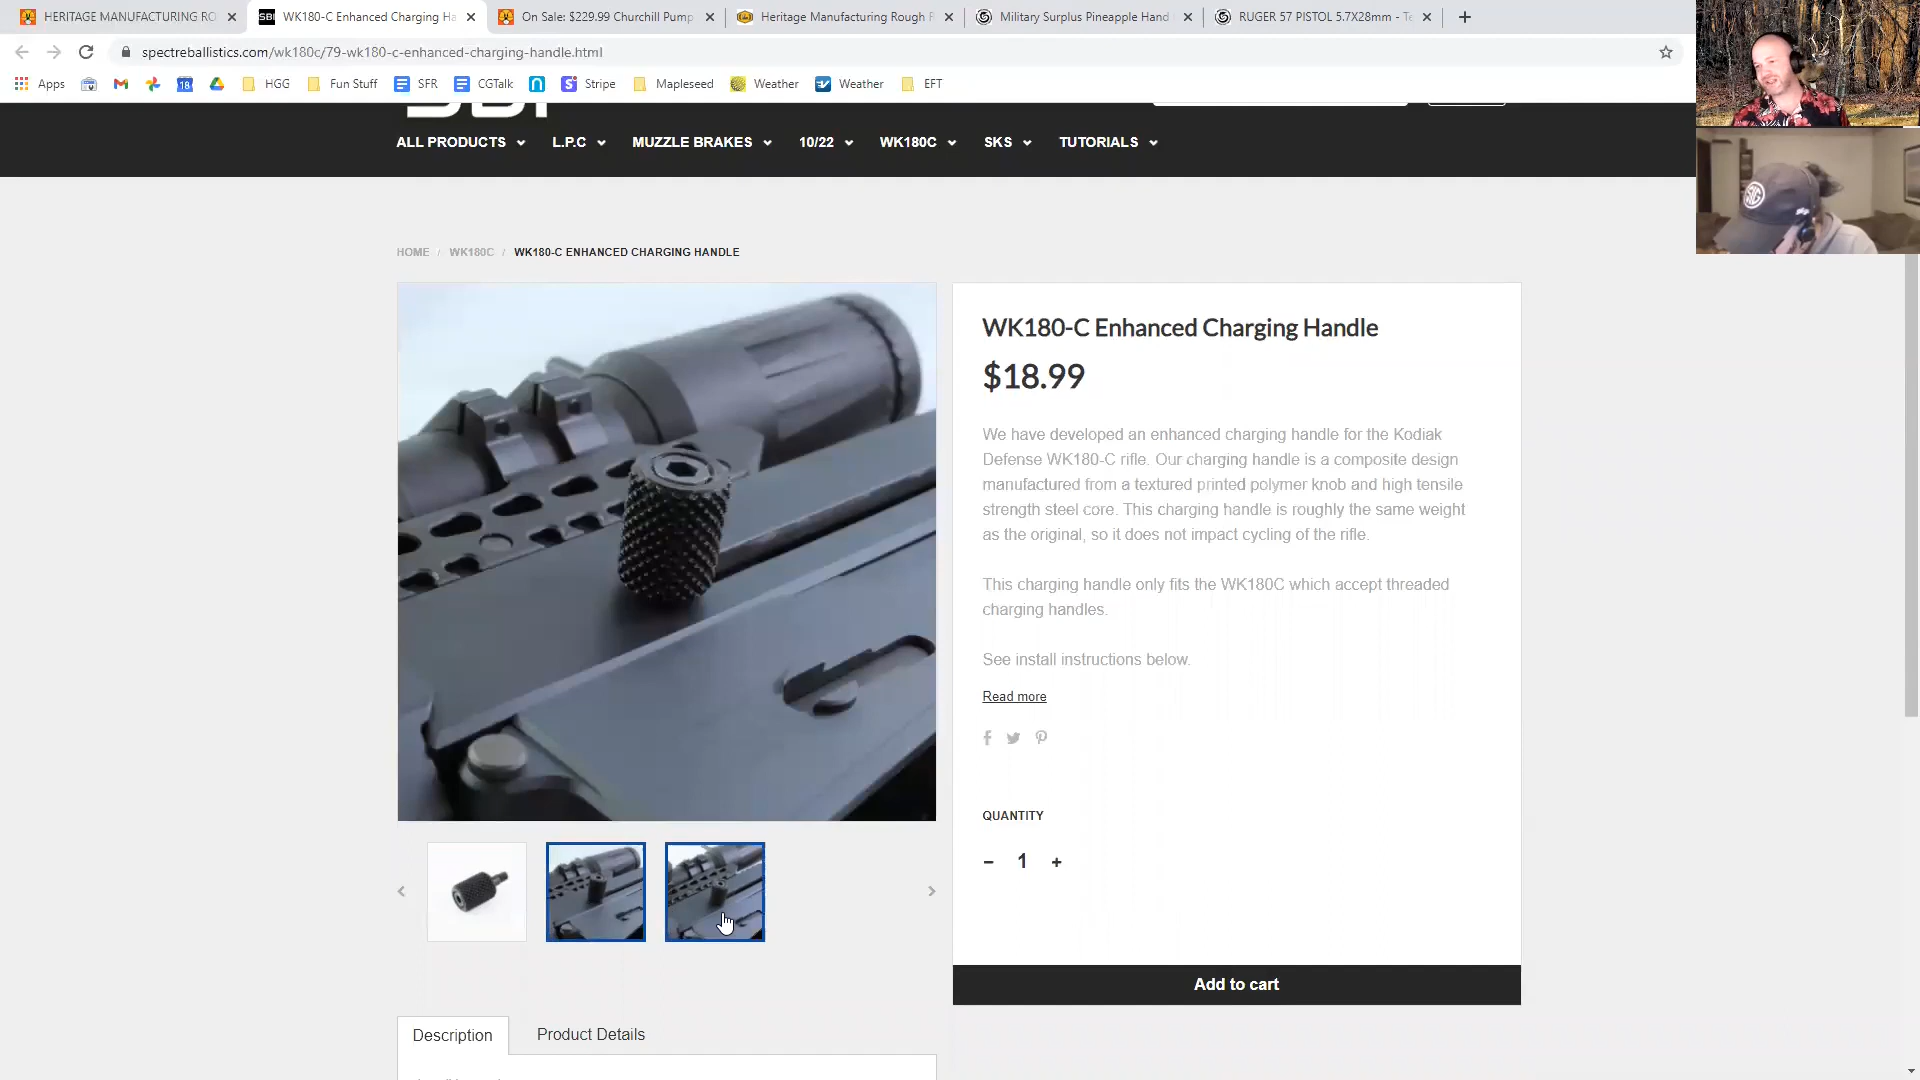 HERITAGE MANUFACTURING RO
WK180-C Enhanced Charging Ha
On Sale: $229.99 Churchill Pump
Heritage Manufacturing Rough R
Military Surplus Pineapple Hand
RUGER 57 PISTOL 5.7X28mm - Te
spectreballistics.com/wk180c/79-wk180-c-enhanced-charging-handle.html
Apps
18
HGG
Fun Stuff
SFR
CGTalk
Stripe
Mapleseed
Weather
Weather
EFT
SBI
ALL PRODUCTS
L.P.C
MUZZLE BRAKES
10/22
WK180C
SKS
TUTORIALS
HOME / WK180C / WK180-C ENHANCED CHARGING HANDLE
WK180-C Enhanced Charging Handle
$18.99
We have developed an enhanced charging handle for the Kodiak
Defense WK180-C rifle. Our charging handle is a composite design
manufactured from a textured printed polymer knob and high tensile
strength steel core. This charging handle is roughly the same weight
as the original, so it does not impact cycling of the rifle.
This charging handle only fits the WK180C which accept threaded
charging handles.
See install instructions below.
Read more
QUANTITY
− 1 +
Add to cart
Description
Product Details